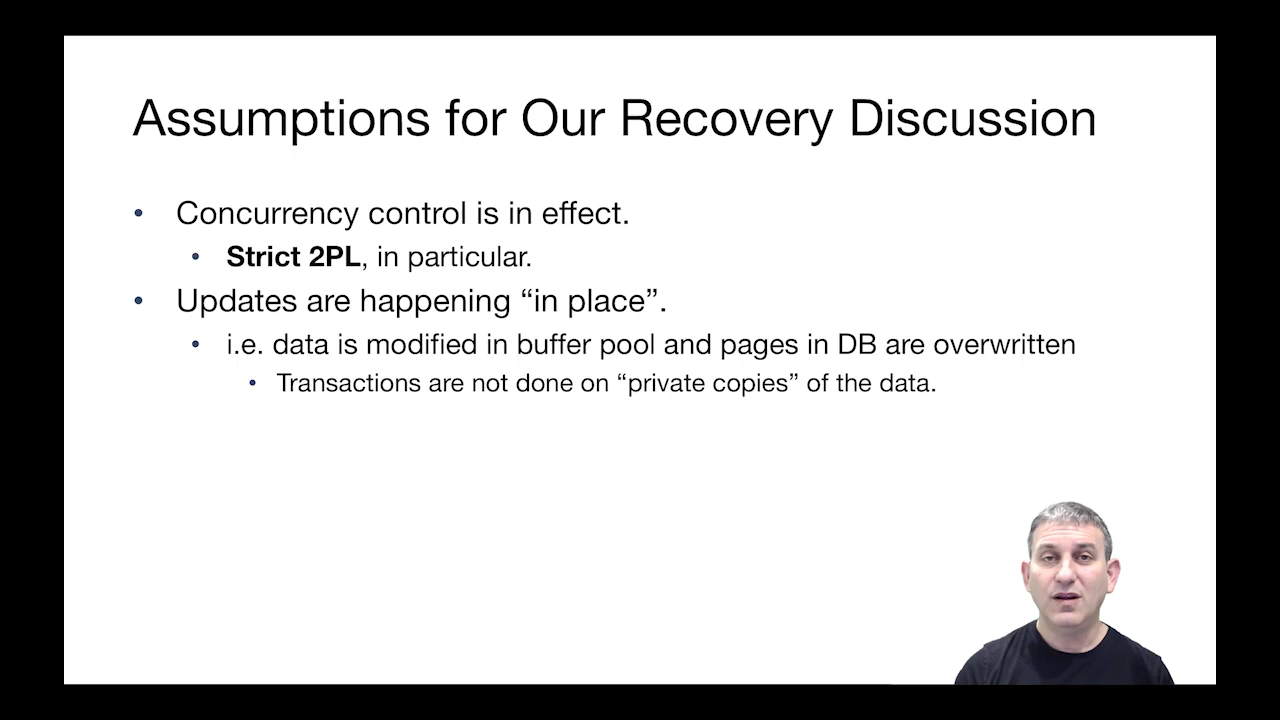 Assumptions for Our Recovery Discussion
• Concurrency control is in effect.
• Strict 2PL, in particular.
• Updates are happening “in place”.
• i.e. data is modified in buffer pool and pages in DB are overwritten
• Transactions are not done on “private copies” of the data.